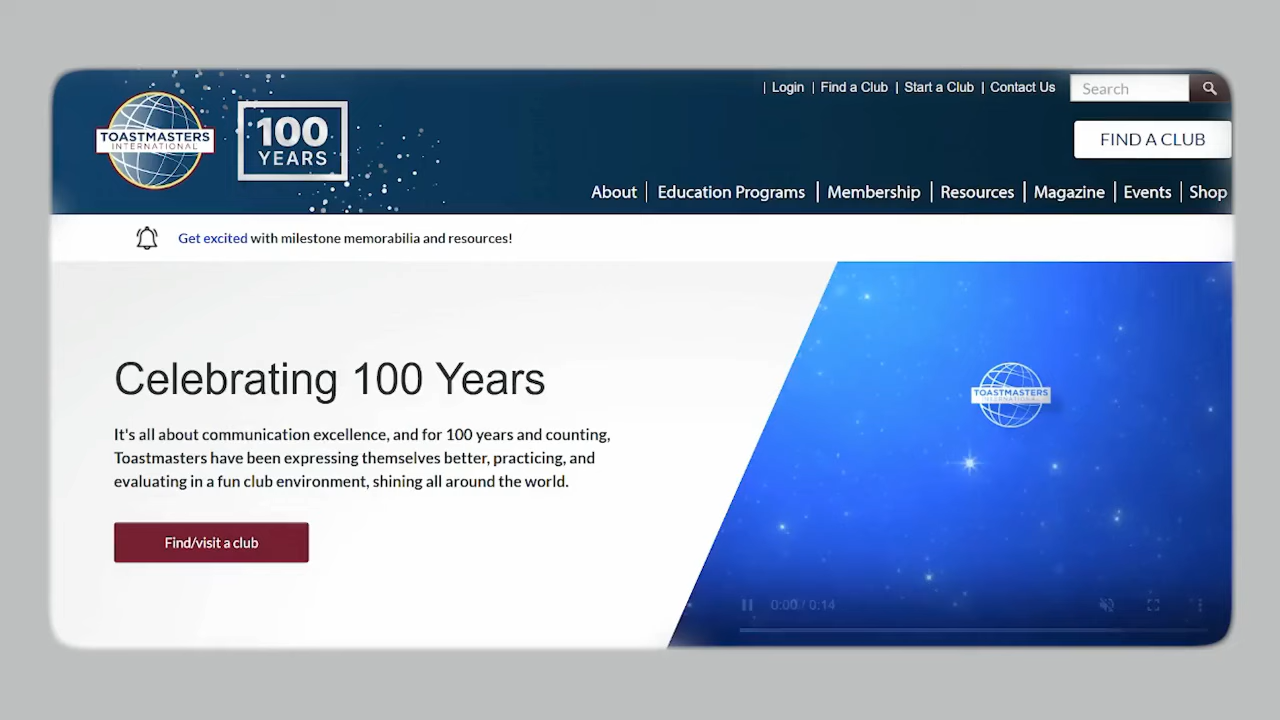 Login | Find a Club | Start a Club | Contact Us
Search
TOASTMASTERS
INTERNATIONAL
100
YEARS
FIND A CLUB
About | Education Programs | Membership | Resources | Magazine | Events | Shop
Get excited with milestone memorabilia and resources!
Celebrating 100 Years
It's all about communication excellence, and for 100 years and counting,
Toastmasters have been expressing themselves better, practicing, and
evaluating in a fun club environment, shining all around the world.
Find/visit a club
TOASTMASTERS
INTERNATIONAL
0:00 / 0:14